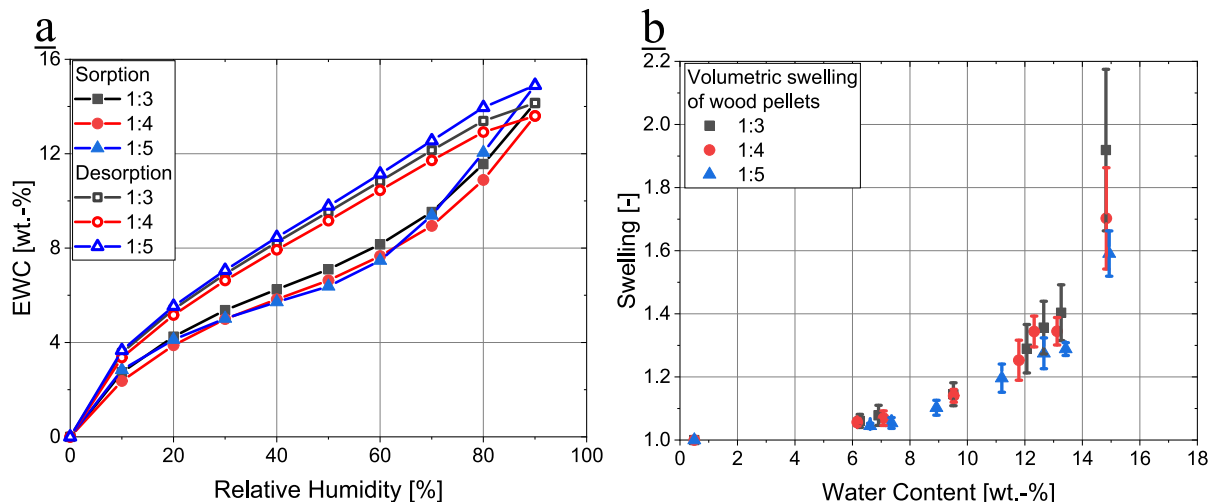 a
EWC [wt.-%]
16
12
8
4
0
Sorption
1:3
1:4
1:5
Desorption
1:3
1:4
1:5
0 20 40 60 80 100
Relative Humidity [%]
b
Swelling [-]
2.2
2.0
1.8
1.6
1.4
1.2
1.0
Volumetric swelling
of wood pellets
1:3
1:4
1:5
0 2 4 6 8 10 12 14 16 18
Water Content [wt.-%]